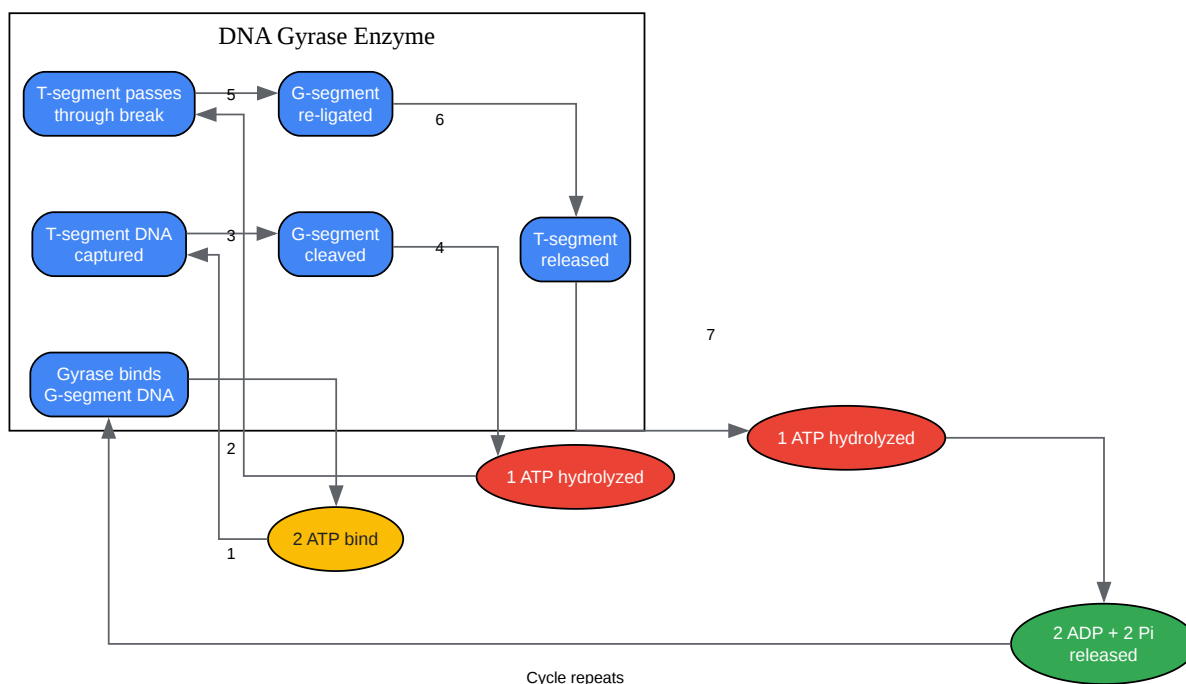 DNA Gyrase Enzyme
T-segment passes
through break
5
G-segment
re-ligated
6
T-segment DNA
captured
3
G-segment
cleaved
4
T-segment
released
7
Gyrase binds
G-segment DNA
2
1 ATP hydrolyzed
1 ATP hydrolyzed
2 ATP bind
1
2 ADP + 2 Pi
released
Cycle repeats